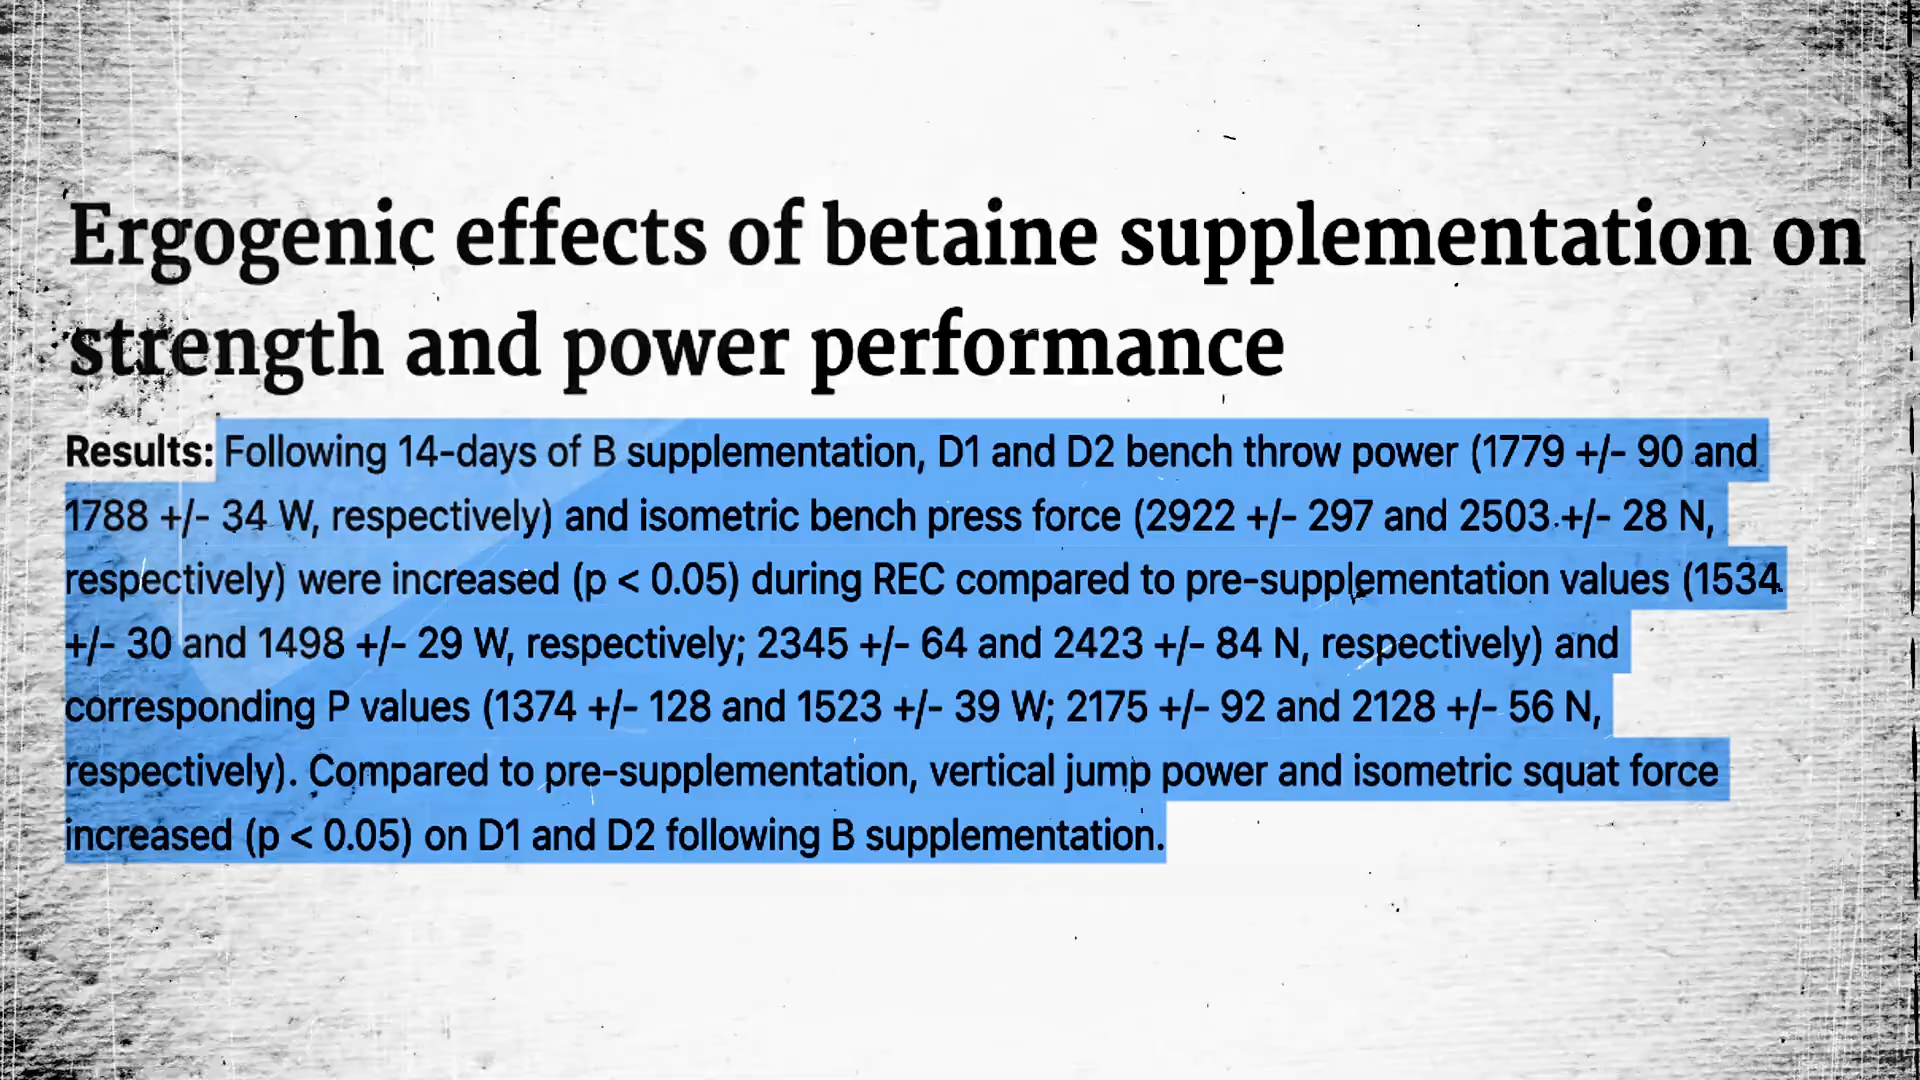 Ergogenic effects of betaine supplementation on
strength and power performance
Results: Following 14-days of B supplementation, D1 and D2 bench throw power (1779 +/- 90 and
1788 +/- 34 W, respectively) and isometric bench press force (2922 +/- 297 and 2503 +/- 28 N,
respectively) were increased (p < 0.05) during REC compared to pre-supplementation values (1534
+/- 30 and 1498 +/- 29 W, respectively; 2345 +/- 64 and 2423 +/- 84 N, respectively) and
corresponding P values (1374 +/- 128 and 1523 +/- 39 W; 2175 +/- 92 and 2128 +/- 56 N,
respectively). Compared to pre-supplementation, vertical jump power and isometric squat force
increased (p < 0.05) on D1 and D2 following B supplementation.